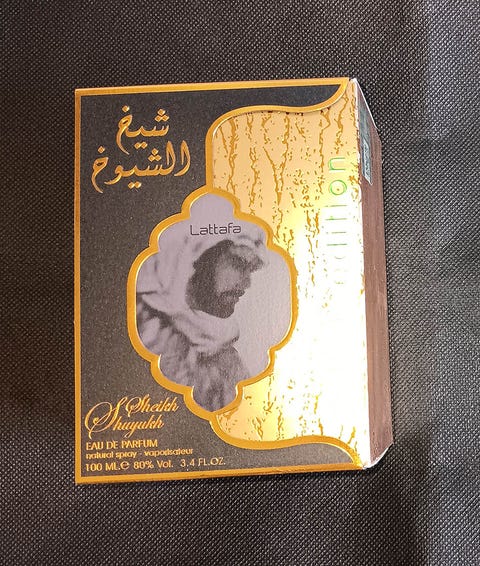 شيخ
الشيوخ
Lattafa
Sheikh
Shuyukh
EAU DE PARFUM
natural spray - vaporisateur
100 ML.℮ 80% Vol. 3.4 FL.OZ.